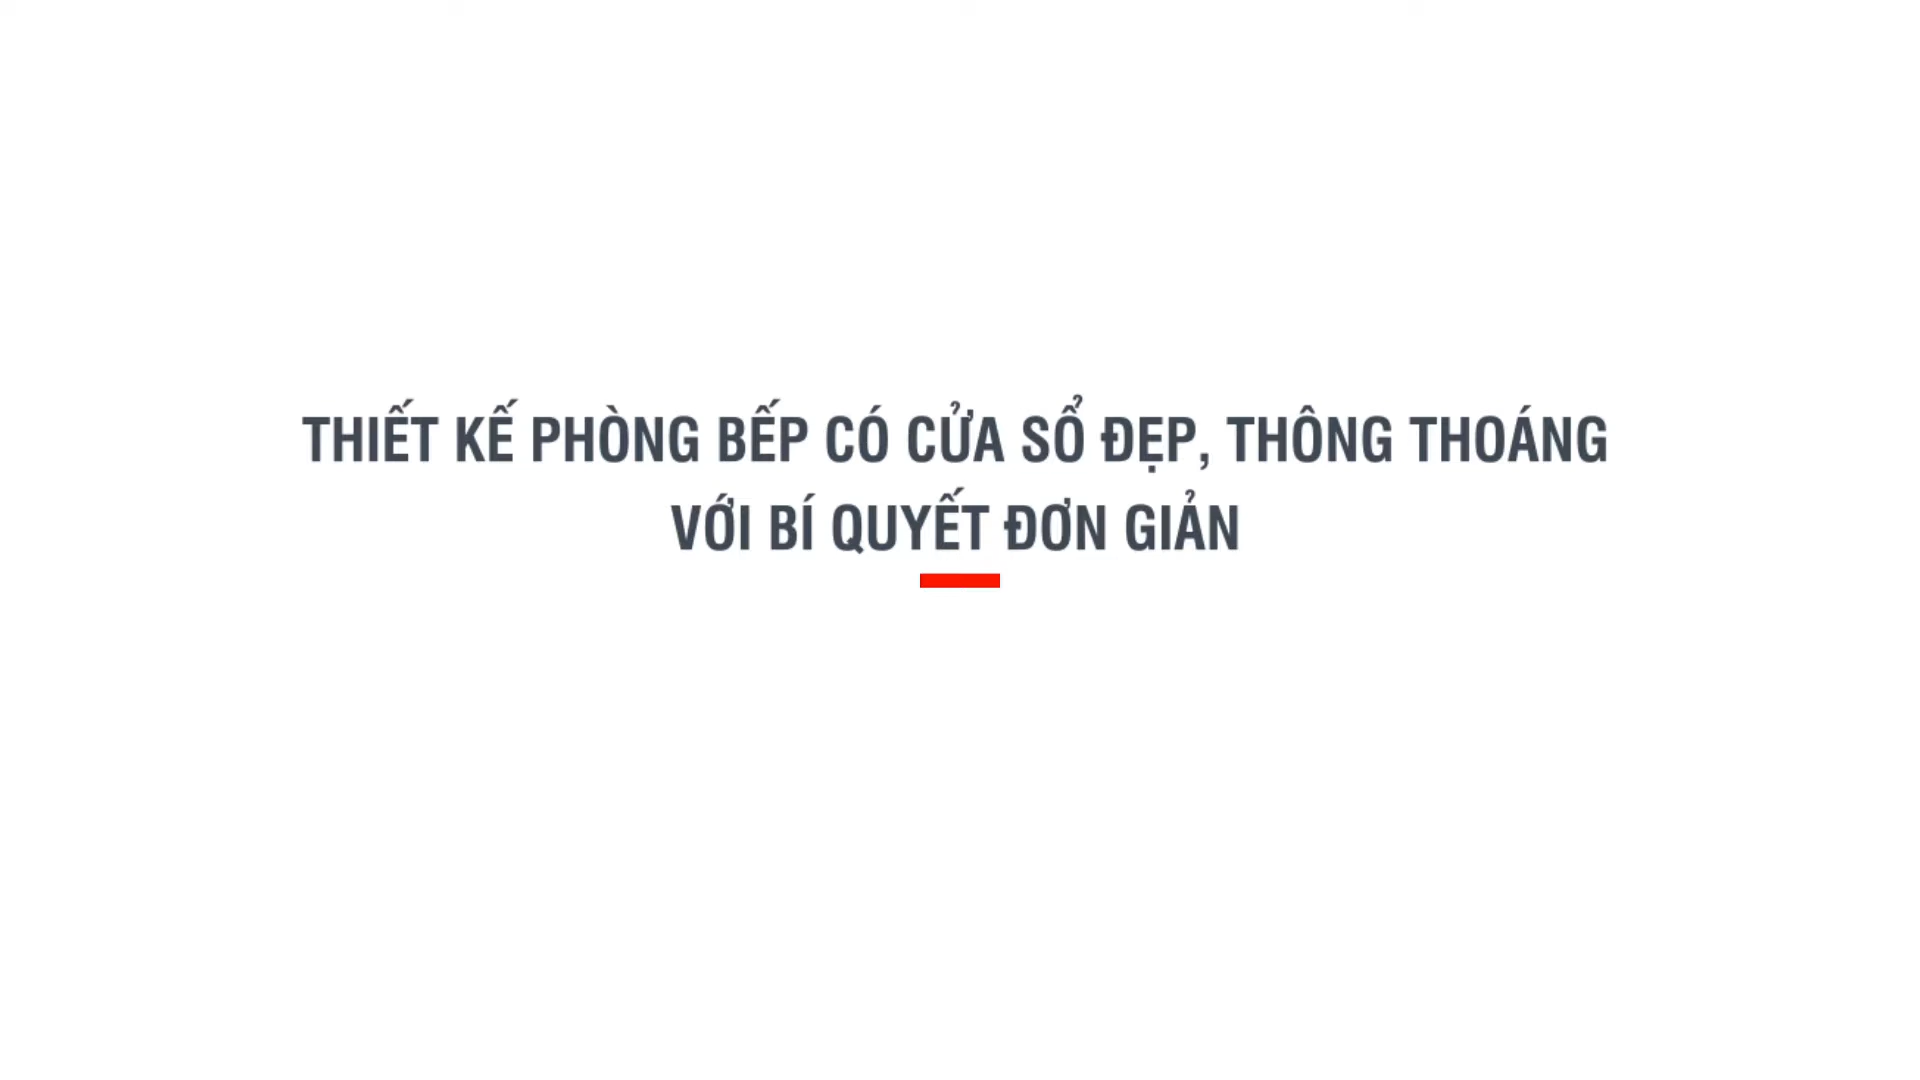 THIẾT KẾ PHÒNG BẾP CÓ CỬA SỔ ĐẸP, THÔNG THOÁNG
VỚI BÍ QUYẾT ĐƠN GIẢN